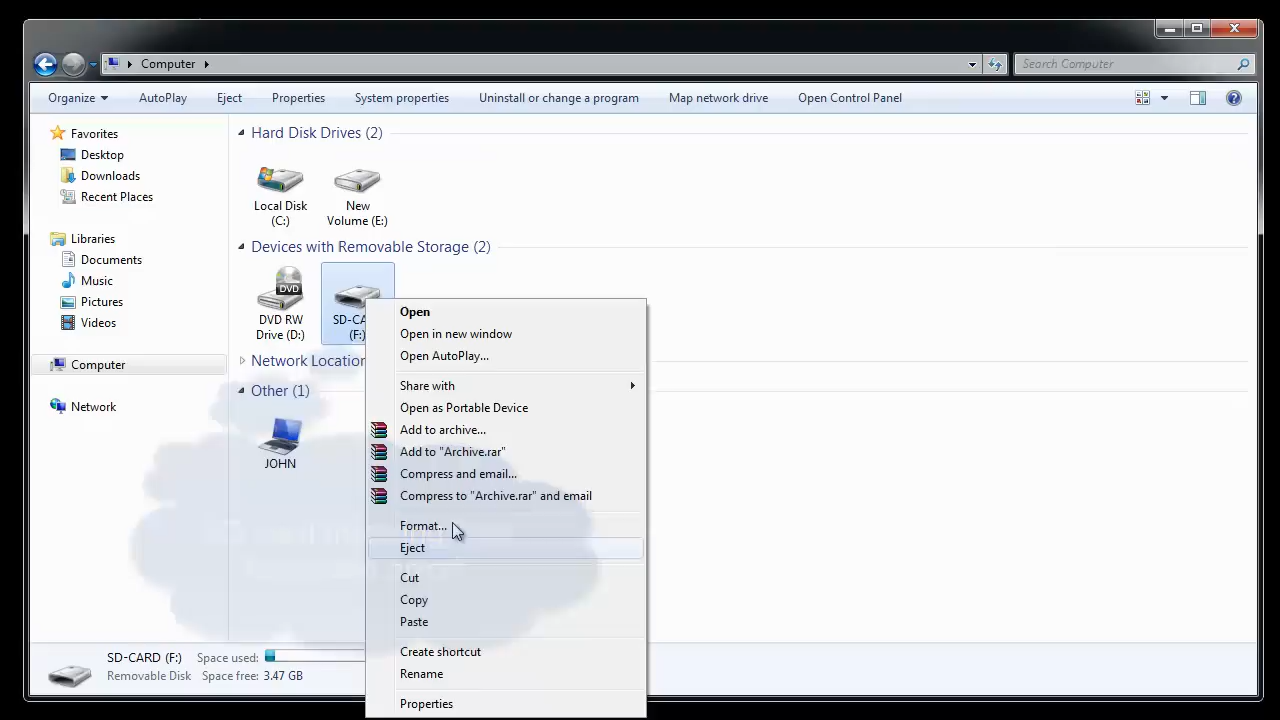 Computer
Search Computer
Organize
AutoPlay
Eject
Properties
System properties
Uninstall or change a program
Map network drive
Open Control Panel
Favorites
Desktop
Downloads
Recent Places
Libraries
Documents
Music
Pictures
Videos
Computer
Network
Hard Disk Drives (2)
Local Disk
(C:)
New
Volume (E:)
Devices with Removable Storage (2)
DVD
DVD RW
Drive (D:)
SD-CA
(F:)
Network Location
Other (1)
JOHN
Open
Open in new window
Open AutoPlay...
Share with
Open as Portable Device
Add to archive...
Add to "Archive.rar"
Compress and email...
Compress to "Archive.rar" and email
Format...
Eject
Cut
Copy
Paste
Create shortcut
Rename
Properties
SD-CARD (F:)
Space used:
Removable Disk
Space free: 3.47 GB